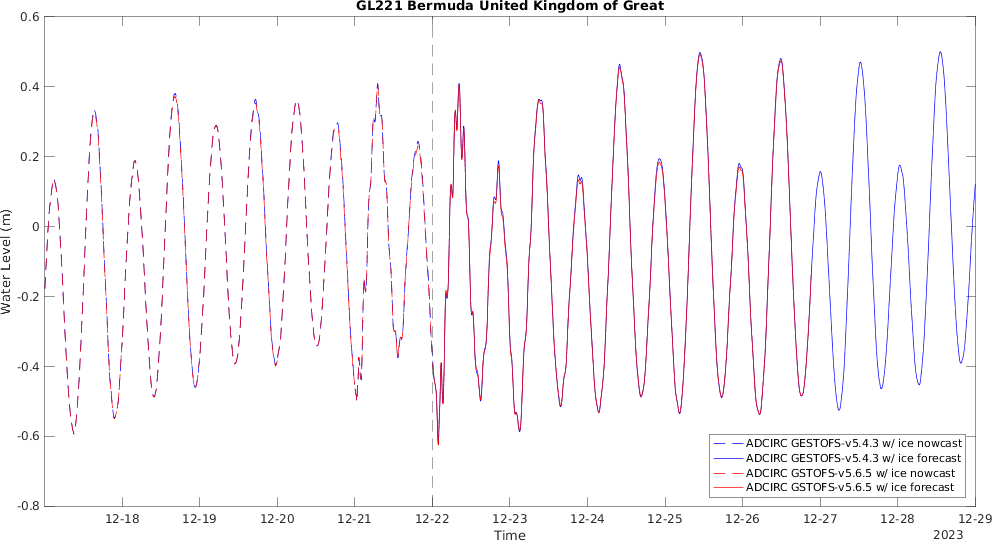 GL221 Bermuda United Kingdom of Great
0.6
0.4
0.2
0
-0.2
-0.4
-0.6
-0.8
Water Level (m)
ADCIRC GESTOFS-v5.4.3 w/ ice nowcast
ADCIRC GESTOFS-v5.4.3 w/ ice forecast
ADCIRC GSTOFS-v5.6.5 w/ ice nowcast
ADCIRC GSTOFS-v5.6.5 w/ ice forecast
12-18 12-19 12-20 12-21 12-22 12-23 12-24 12-25 12-26 12-27 12-28 12-29
Time
2023